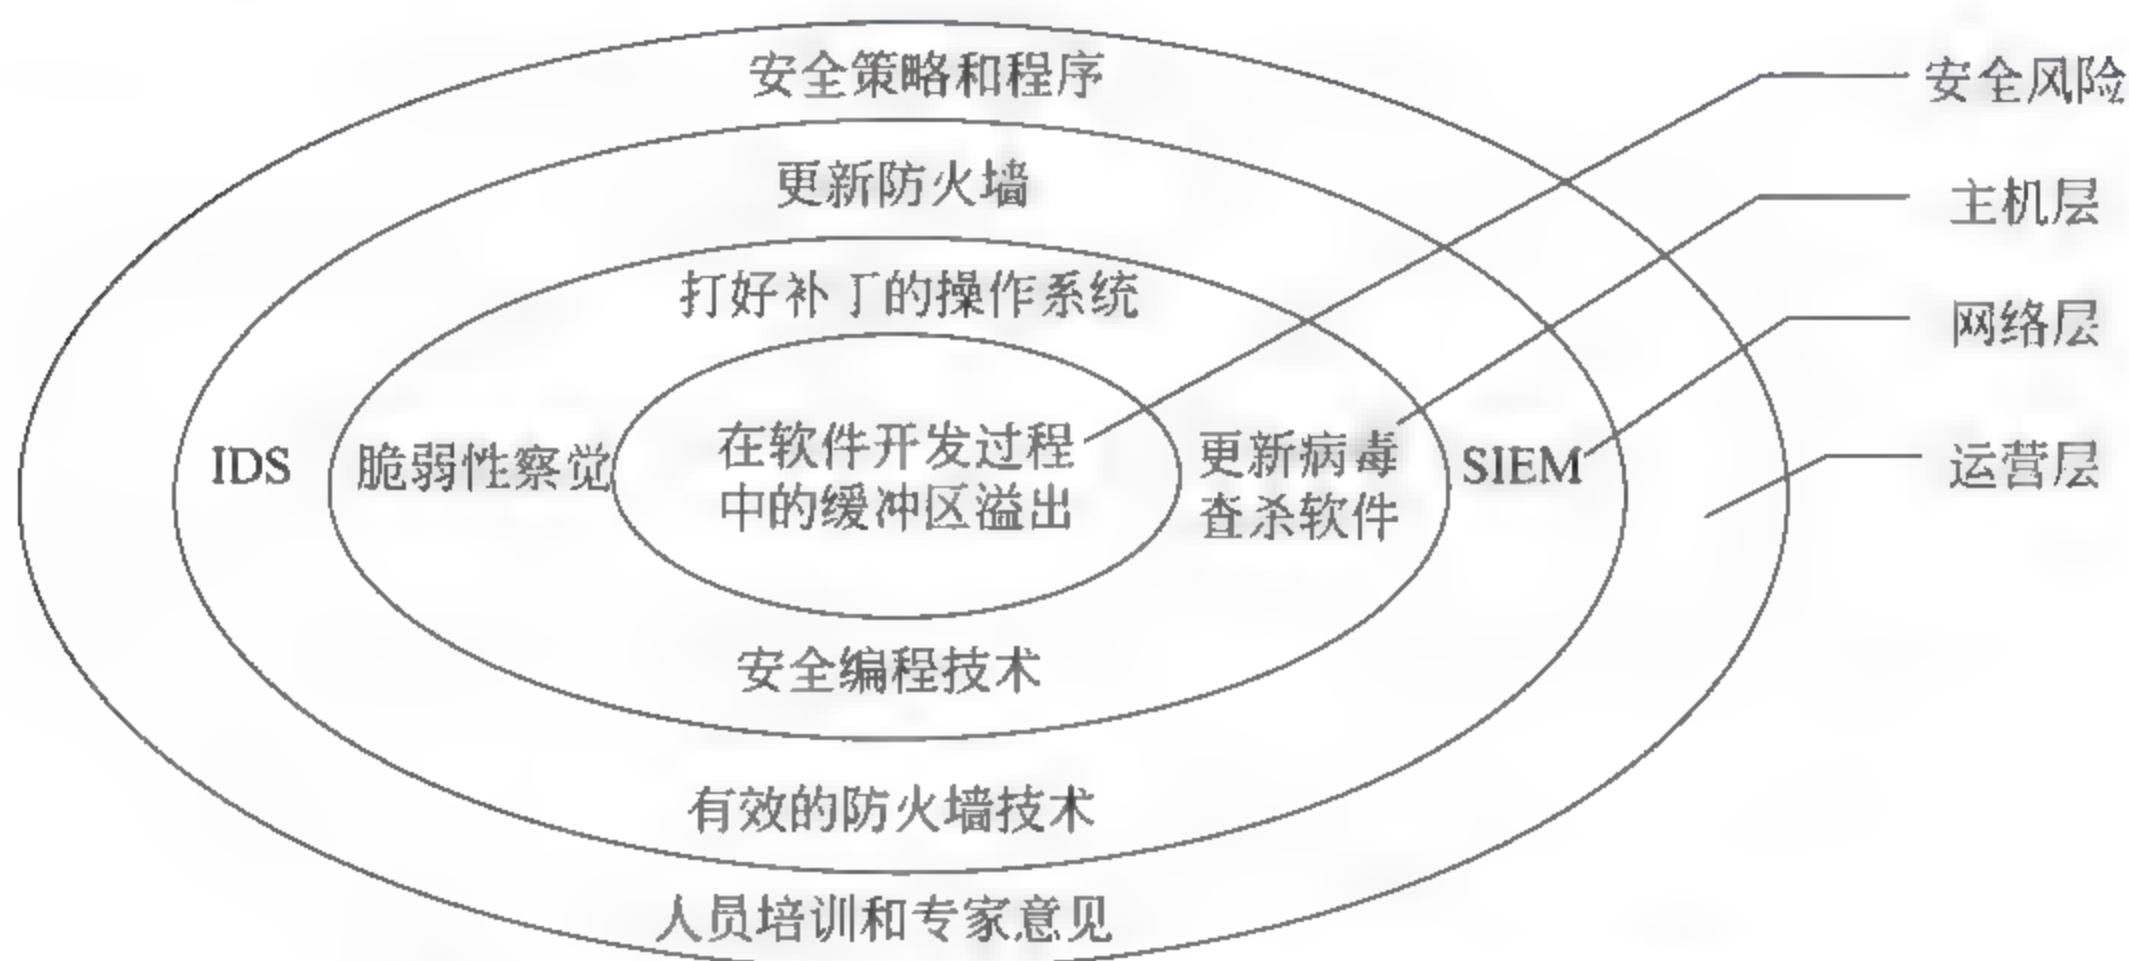 安全策略和程序
安全风险
更新防火墙
主机层
打好补丁的操作系统
网络层
IDS
脆弱性察觉
在软件开发过程
中的缓冲区溢出
更新病毒
查杀软件
SIEM
运营层
安全编程技术
有效的防火墙技术
人员培训和专家意见